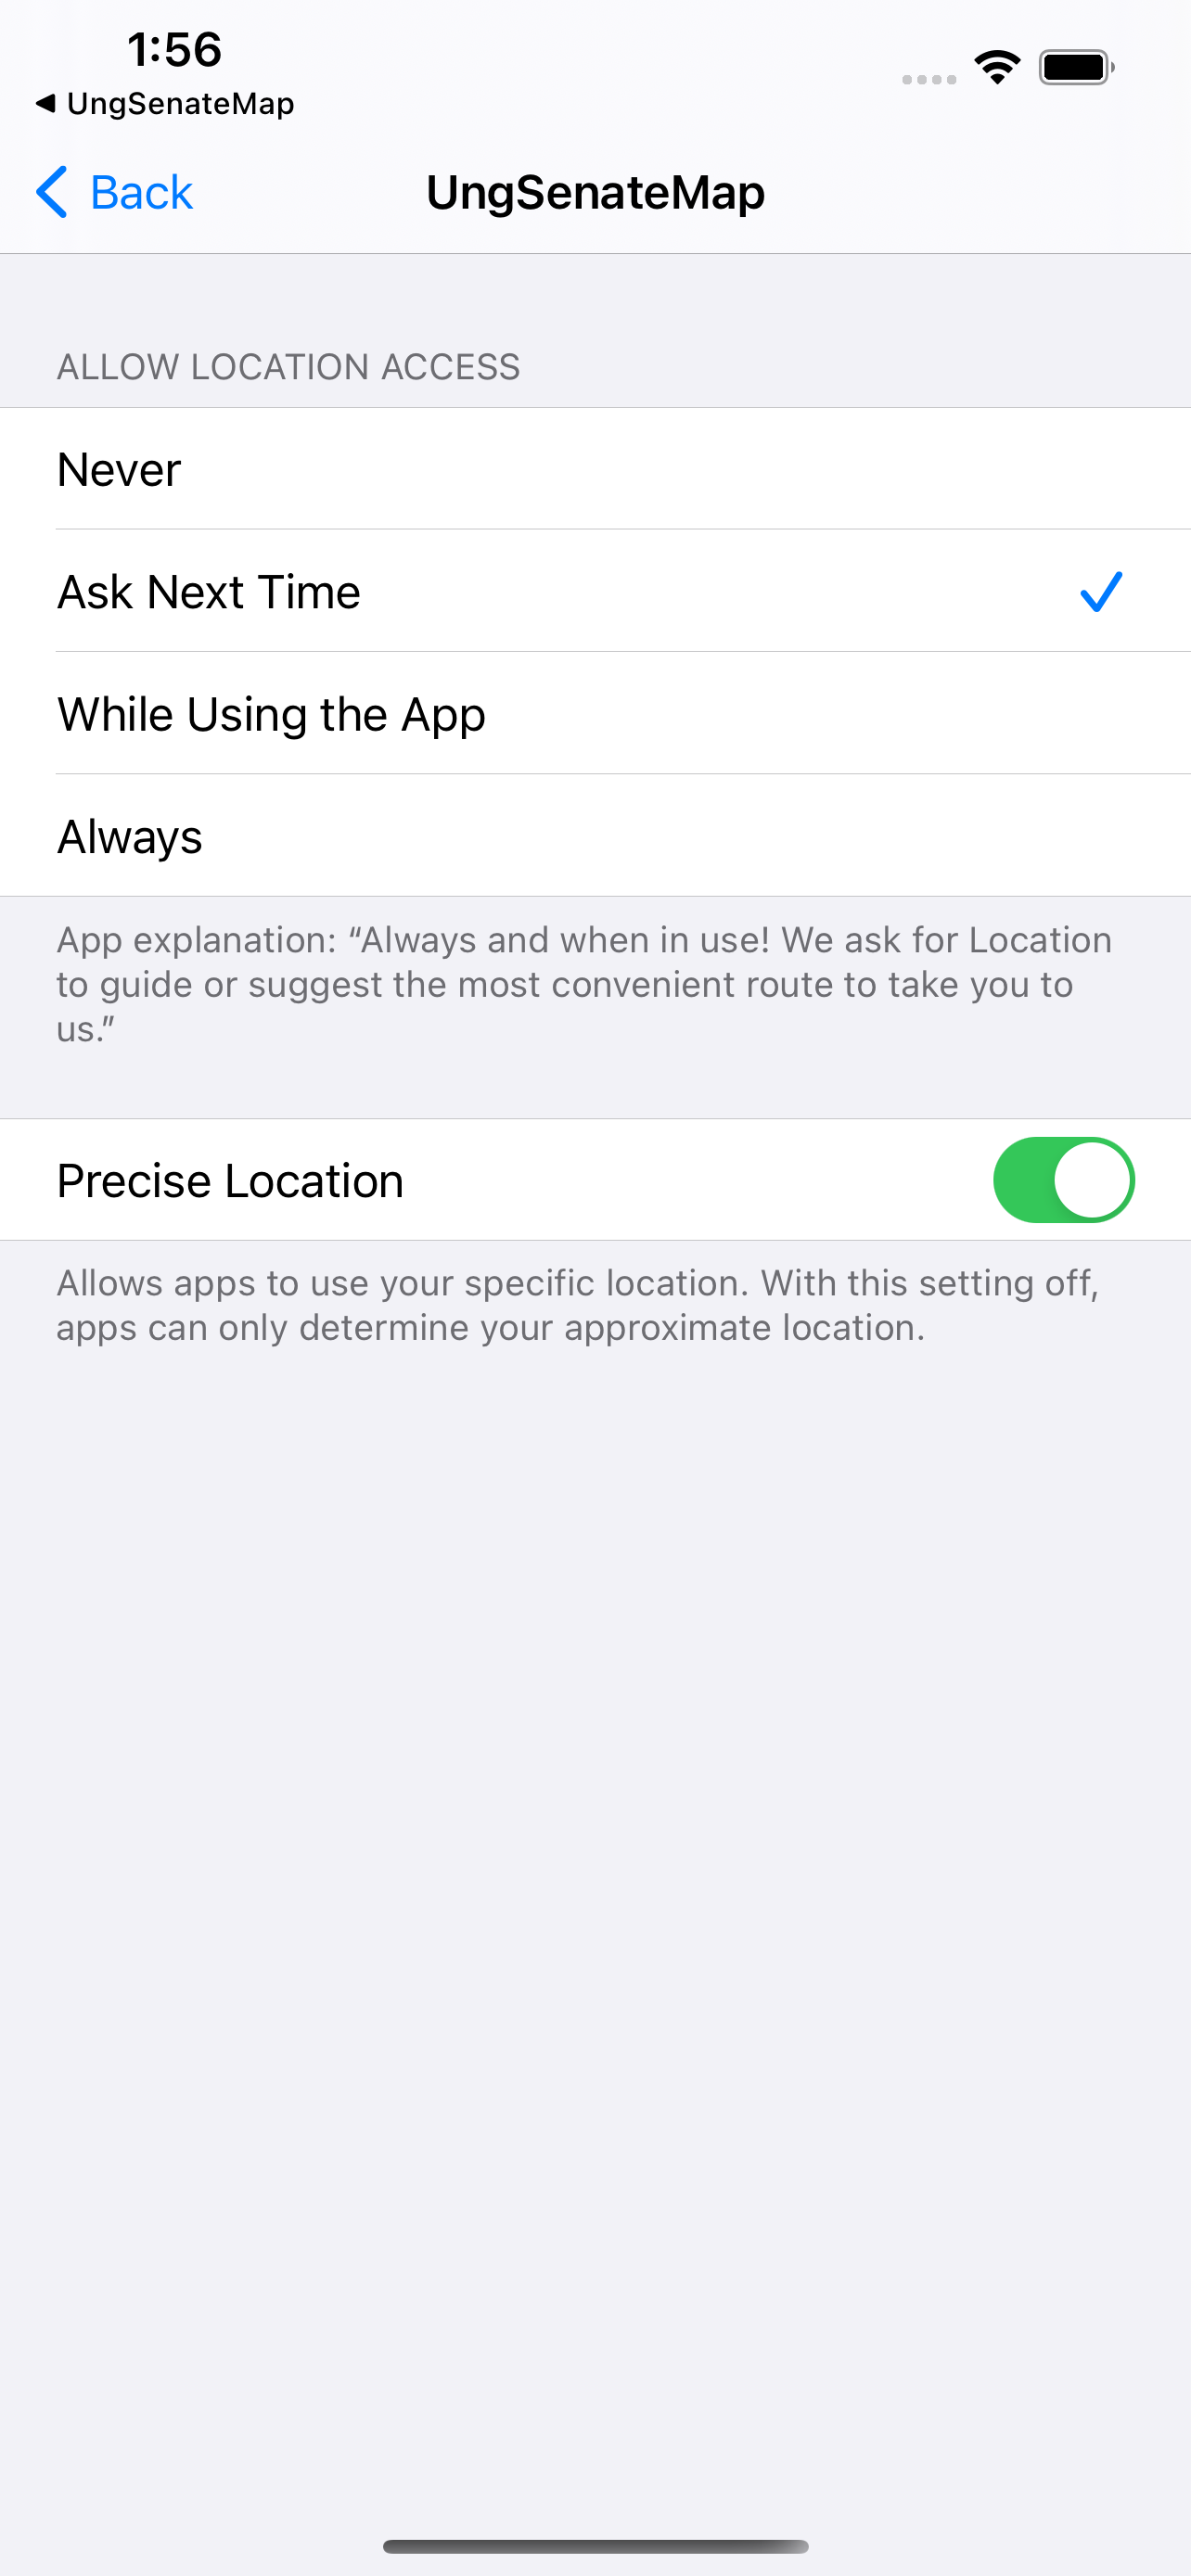 1:56
◀ UngSenateMap
Back
UngSenateMap
ALLOW LOCATION ACCESS
Never
Ask Next Time
While Using the App
Always
App explanation: “Always and when in use! We ask for Location
to guide or suggest the most convenient route to take you to
us.”
Precise Location
Allows apps to use your specific location. With this setting off,
apps can only determine your approximate location.